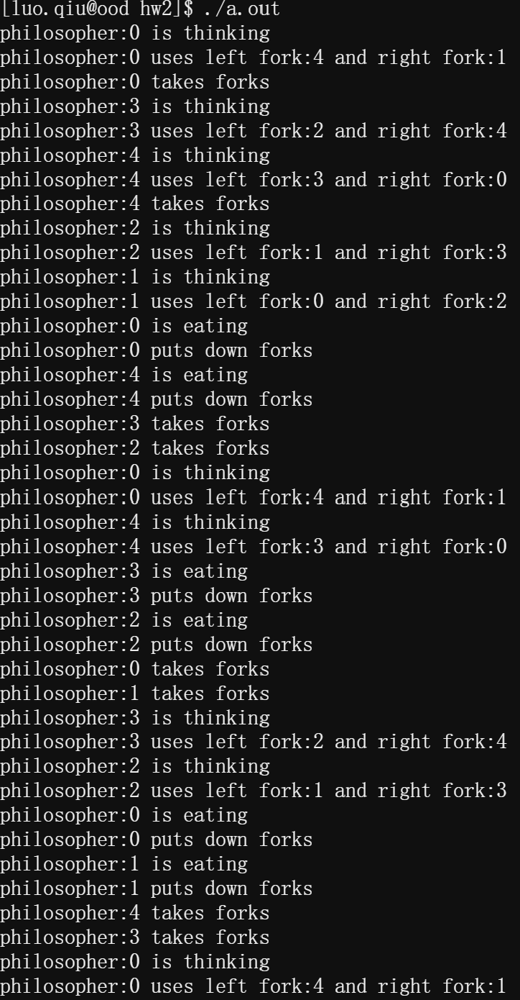 [luo.qiu@ood hw2]$ ./a.out
philosopher:0 is thinking
philosopher:0 uses left fork:4 and right fork:1
philosopher:0 takes forks
philosopher:3 is thinking
philosopher:3 uses left fork:2 and right fork:4
philosopher:4 is thinking
philosopher:4 uses left fork:3 and right fork:0
philosopher:4 takes forks
philosopher:2 is thinking
philosopher:2 uses left fork:1 and right fork:3
philosopher:1 is thinking
philosopher:1 uses left fork:0 and right fork:2
philosopher:0 is eating
philosopher:0 puts down forks
philosopher:4 is eating
philosopher:4 puts down forks
philosopher:3 takes forks
philosopher:2 takes forks
philosopher:0 is thinking
philosopher:0 uses left fork:4 and right fork:1
philosopher:4 is thinking
philosopher:4 uses left fork:3 and right fork:0
philosopher:3 is eating
philosopher:3 puts down forks
philosopher:2 is eating
philosopher:2 puts down forks
philosopher:0 takes forks
philosopher:1 takes forks
philosopher:3 is thinking
philosopher:3 uses left fork:2 and right fork:4
philosopher:2 is thinking
philosopher:2 uses left fork:1 and right fork:3
philosopher:0 is eating
philosopher:0 puts down forks
philosopher:1 is eating
philosopher:1 puts down forks
philosopher:4 takes forks
philosopher:3 takes forks
philosopher:0 is thinking
philosopher:0 uses left fork:4 and right fork:1